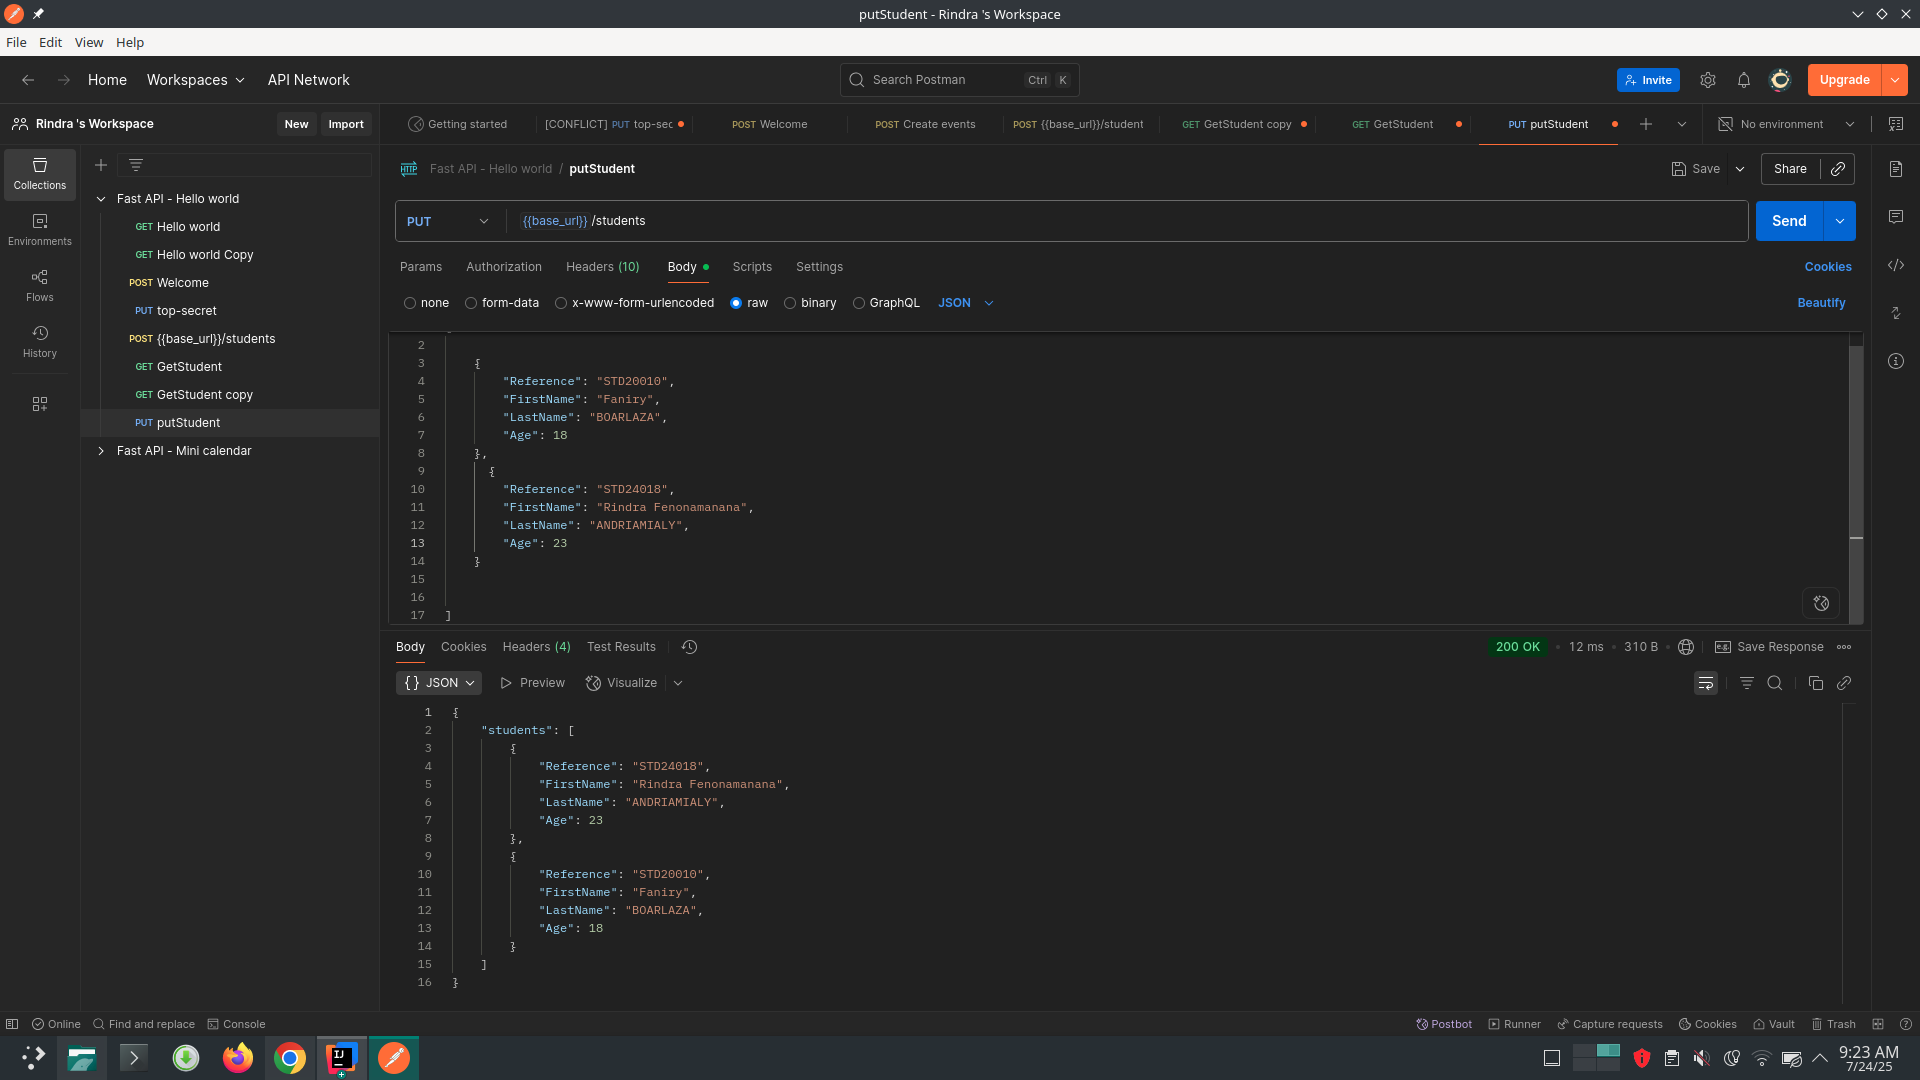 putStudent - Rindra 's Workspace
File Edit View Help
Home Workspaces API Network
Search Postman Ctrl K
Invite Upgrade
Rindra 's Workspace New Import
Getting started [CONFLICT] PUT top-sec POST Welcome POST Create events POST {{base_url}}/student GET GetStudent copy GET GetStudent PUT putStudent No environment
Collections
Environments
Flows
History
Fast API - Hello world
GET Hello world
GET Hello world Copy
POST Welcome
PUT top-secret
POST {{base_url}}/students
GET GetStudent
GET GetStudent copy
PUT putStudent
Fast API - Mini calendar
HTTP Fast API - Hello world / putStudent Save Share
PUT {{base_url}}/students Send
Params Authorization Headers (10) Body Scripts Settings Cookies
none form-data x-www-form-urlencoded raw binary GraphQL JSON Beautify
2
3 {
4 "Reference": "STD20010",
5 "FirstName": "Faniry",
6 "LastName": "BOARLAZA",
7 "Age": 18
8 },
9 {
10 "Reference": "STD24018",
11 "FirstName": "Rindra Fenonamanana",
12 "LastName": "ANDRIAMIALY",
13 "Age": 23
14 }
15
16
17 ]
Body Cookies Headers (4) Test Results 200 OK • 12 ms • 310 B • e.g. Save Response
{} JSON Preview Visualize
1 {
2 "students": [
3 {
4 "Reference": "STD24018",
5 "FirstName": "Rindra Fenonamanana",
6 "LastName": "ANDRIAMIALY",
7 "Age": 23
8 },
9 {
10 "Reference": "STD20010",
11 "FirstName": "Faniry",
12 "LastName": "BOARLAZA",
13 "Age": 18
14 }
15 ]
16 }
Online Find and replace Console Postbot Runner Capture requests Cookies Vault Trash
IJ
9:23 AM
7/24/25